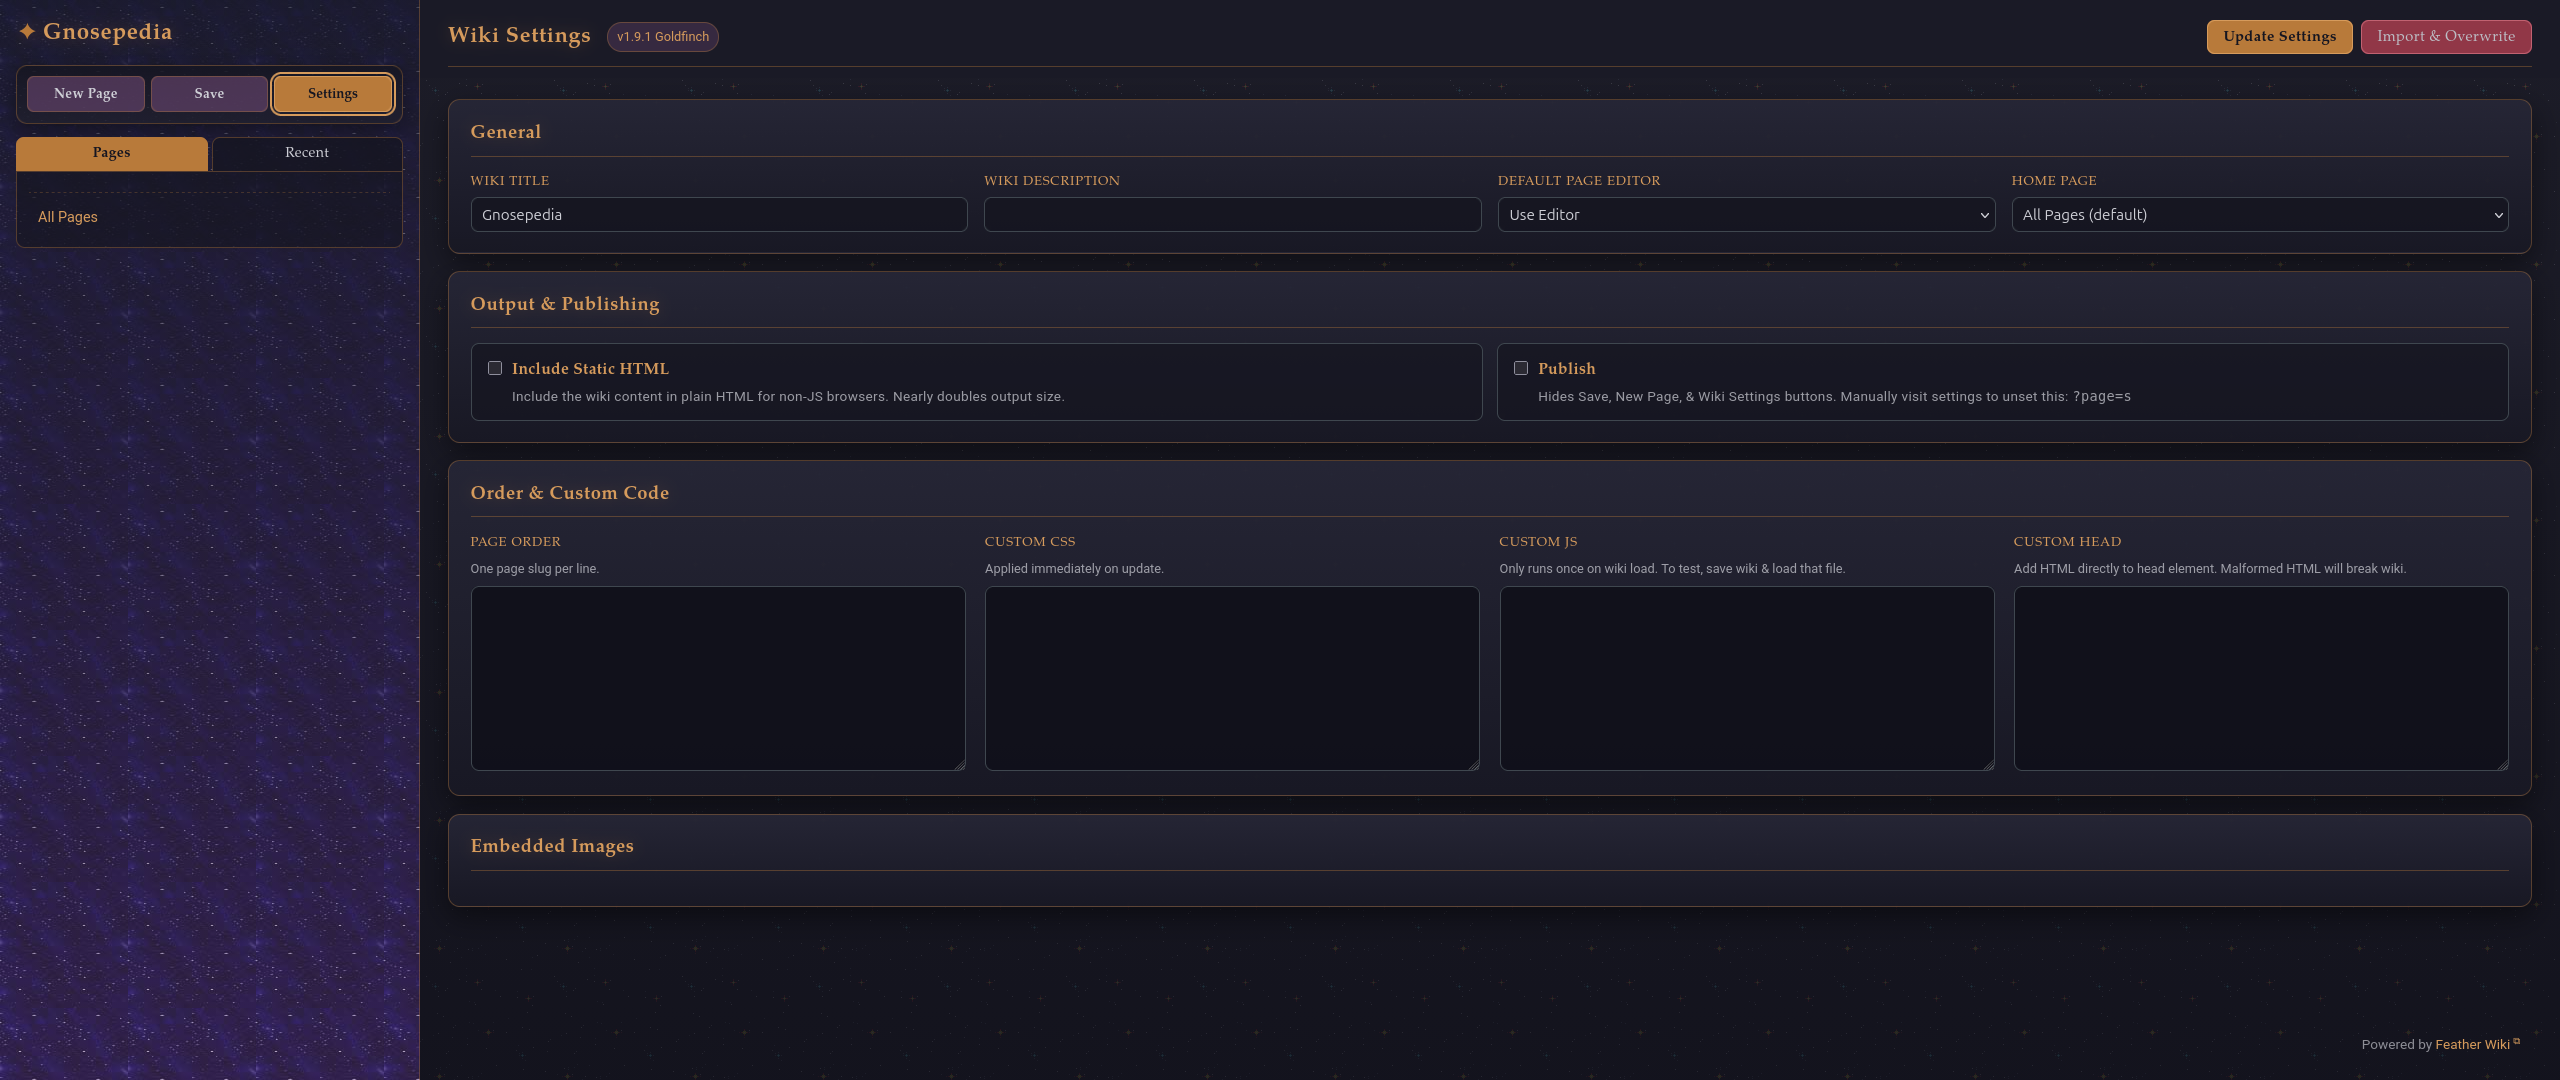 ✦ Gnosepedia
New Page
Save
Settings
Pages
Recent
All Pages
Wiki Settings
v1.9.1 Goldfinch
Update Settings
Import & Overwrite
General
WIKI TITLE
Gnosepedia
WIKI DESCRIPTION
DEFAULT PAGE EDITOR
Use Editor
HOME PAGE
All Pages (default)
Output & Publishing
Include Static HTML
Include the wiki content in plain HTML for non-JS browsers. Nearly doubles output size.
Publish
Hides Save, New Page, & Wiki Settings buttons. Manually visit settings to unset this: ?page=s
Order & Custom Code
PAGE ORDER
One page slug per line.
CUSTOM CSS
Applied immediately on update.
CUSTOM JS
Only runs once on wiki load. To test, save wiki & load that file.
CUSTOM HEAD
Add HTML directly to head element. Malformed HTML will break wiki.
Embedded Images
Powered by Feather Wiki ⧉